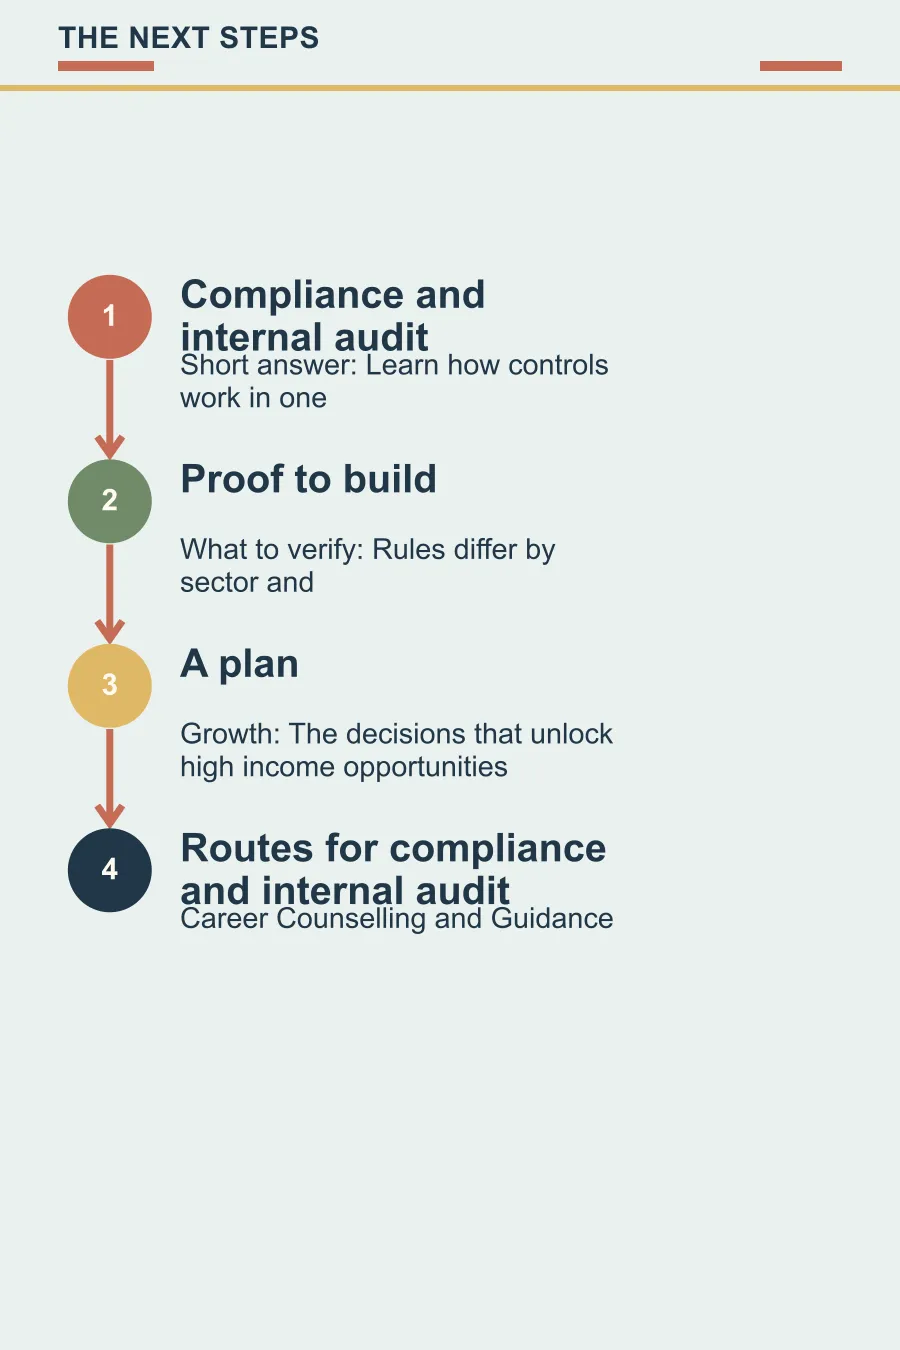 THE NEXT STEPS
1
Compliance and
internal audit
Short answer: Learn how controls
work in one
2
Proof to build
What to verify: Rules differ by
sector and
3
A plan
Growth: The decisions that unlock
high income opportunities
4
Routes for compliance
and internal audit
Career Counselling and Guidance